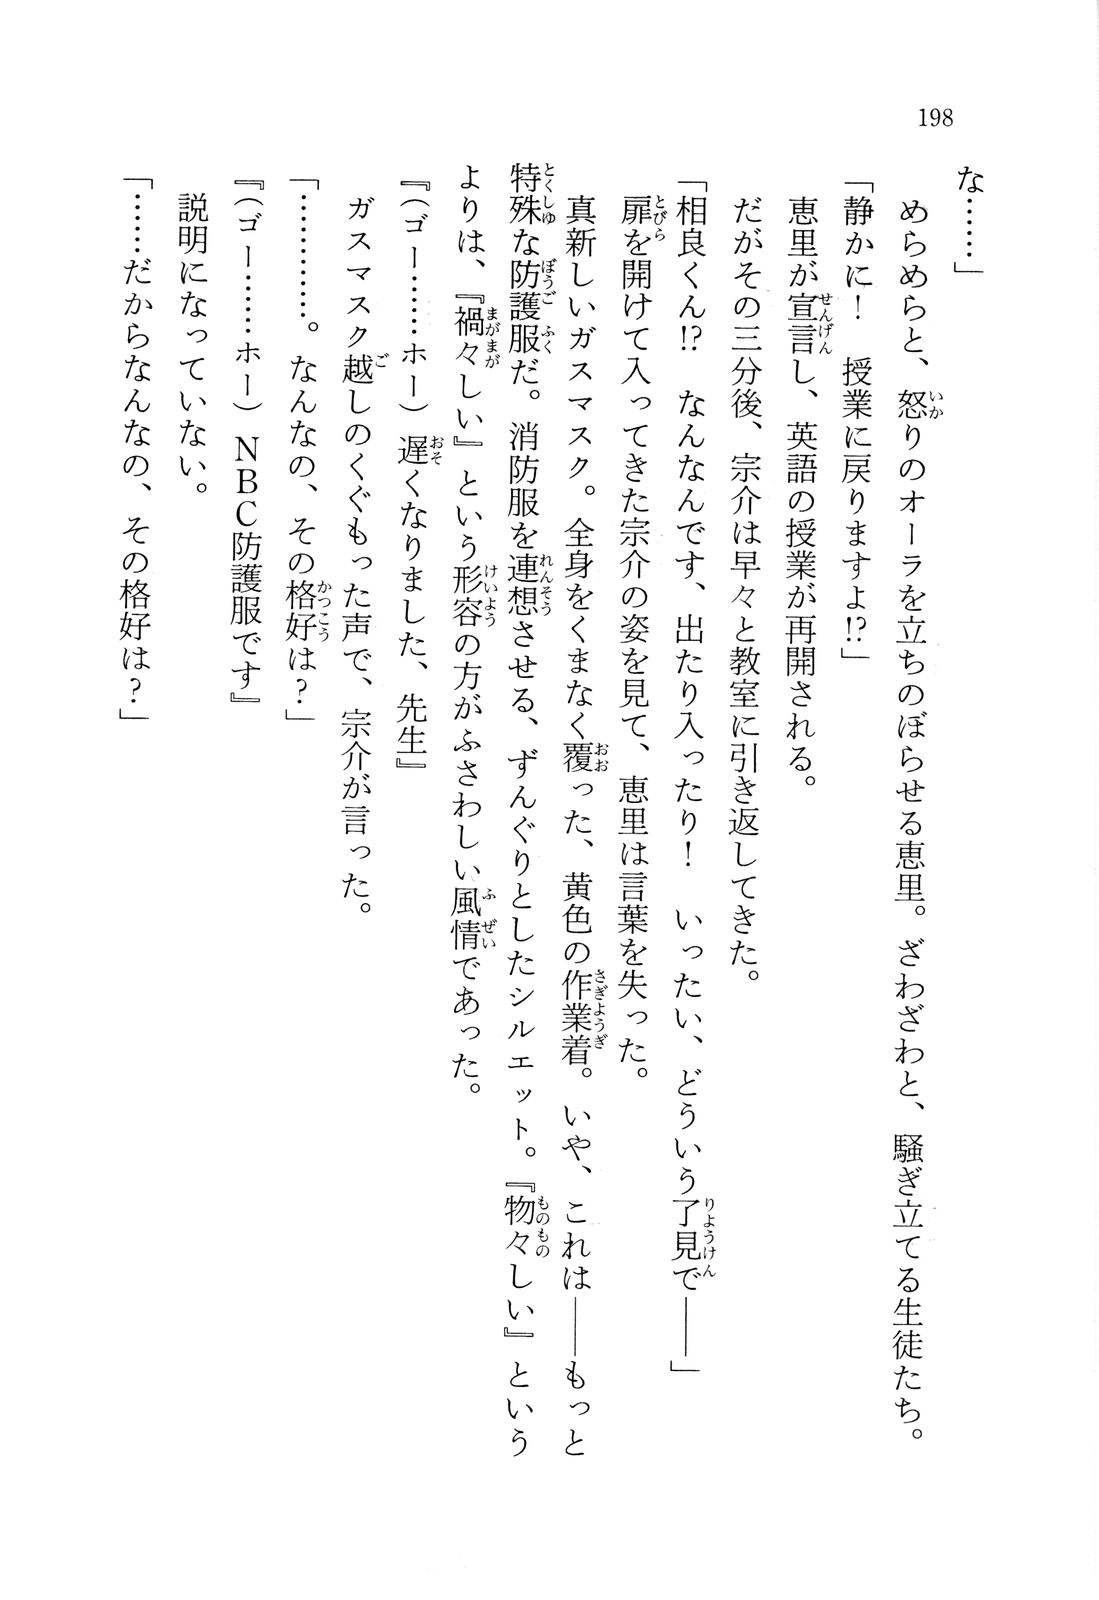 198
な……」
めらめらと、怒りのオーラを立ちのぼらせる恵里。ざわざわと、騒ぎ立てる生徒たち。
「静かに！　授業に戻りますよ!?」
恵里が宣言し、英語の授業が再開される。
だがその三分後、宗介は早々と教室に引き返してきた。
「相良くん!?　なんなんです、出たり入ったり！　いったい、どういう了見で――」
扉を開けて入ってきた宗介の姿を見て、恵里は言葉を失った。
真新しいガスマスク。全身をくまなく覆った、黄色の作業着。いや、これは――もっと
特殊な防護服だ。消防服を連想させる、ずんぐりとしたシルエット。『物々しい』という
よりは、『禍々しい』という形容の方がふさわしい風情であった。
『（ゴー……ホー）　遅くなりました、先生』
ガスマスク越しのくぐもった声で、宗介が言った。
「…………。なんなの、その格好は？」
『（ゴー……ホー）　ＮＢＣ防護服です』
説明になっていない。
「……だからなんなの、その格好は？」